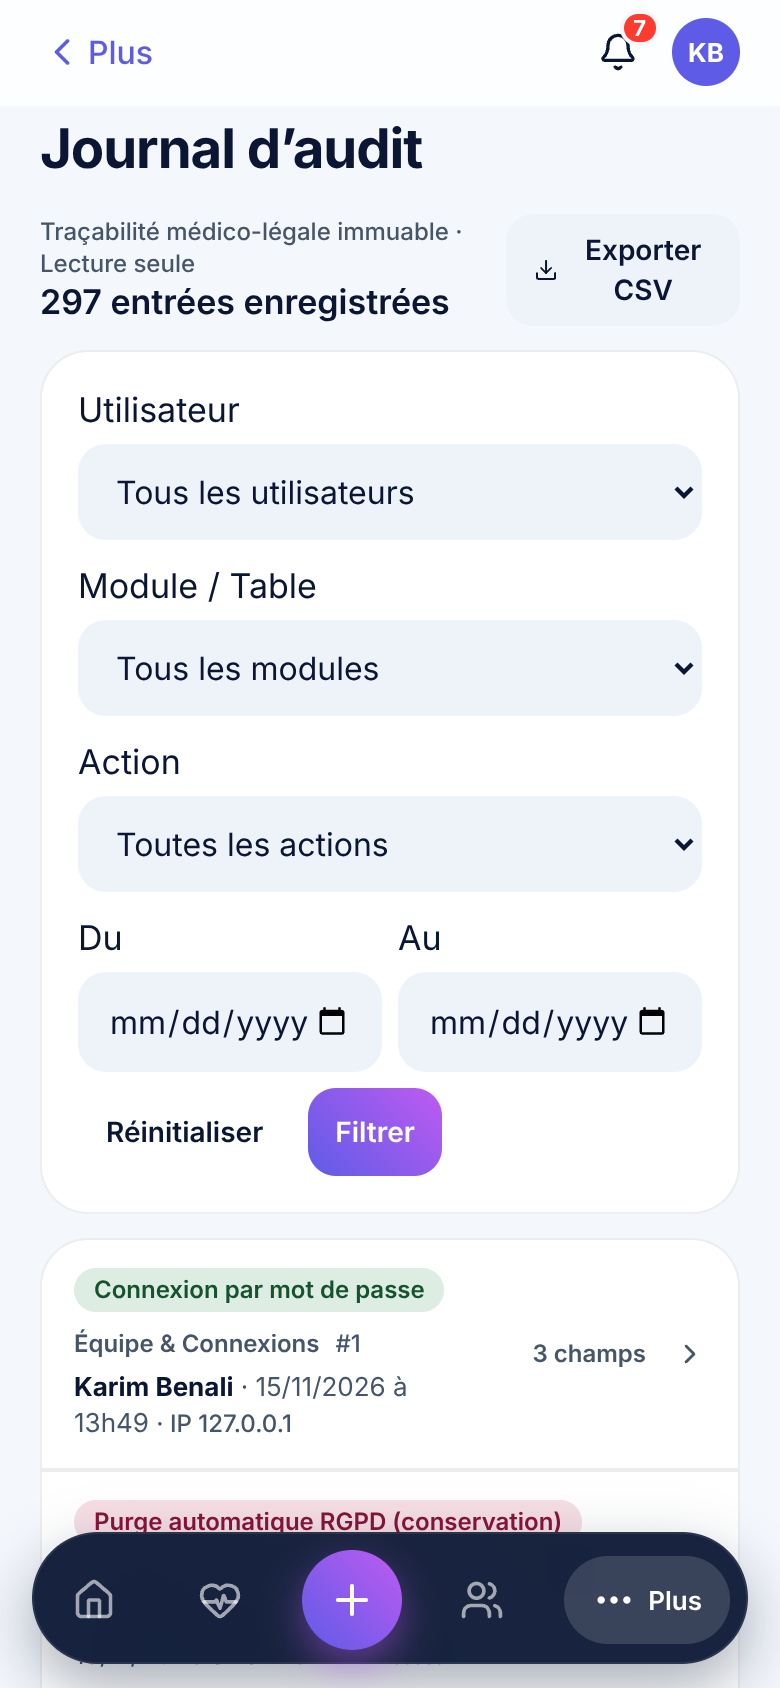 Plus
7
KB
Journal d’audit
Traçabilité médico-légale immuable ·
Lecture seule
297 entrées enregistrées
Exporter
CSV
Utilisateur
Tous les utilisateurs
Module / Table
Tous les modules
Action
Toutes les actions
Du
Au
mm/dd/yyyy
mm/dd/yyyy
Réinitialiser
Filtrer
Connexion par mot de passe
Équipe & Connexions #1
3 champs
Karim Benali · 15/11/2026 à
13h49 · IP 127.0.0.1
Purge automatique RGPD (conservation)
Plus